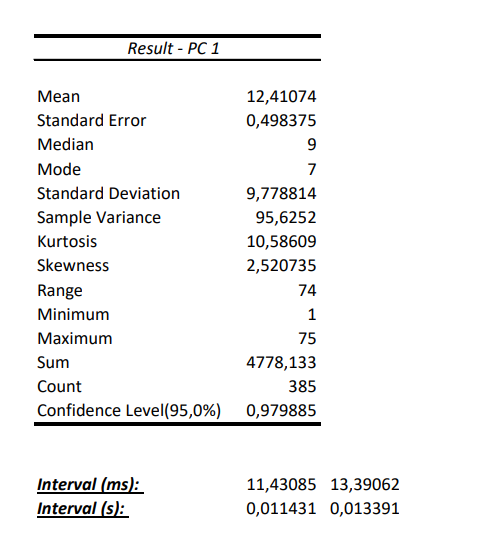 Result - PC 1
Mean 12,41074
Standard Error 0,498375
Median 9
Mode 7
Standard Deviation 9,778814
Sample Variance 95,6252
Kurtosis 10,58609
Skewness 2,520735
Range 74
Minimum 1
Maximum 75
Sum 4778,133
Count 385
Confidence Level(95,0%) 0,979885
Interval (ms): 11,43085 13,39062
Interval (s): 0,011431 0,013391